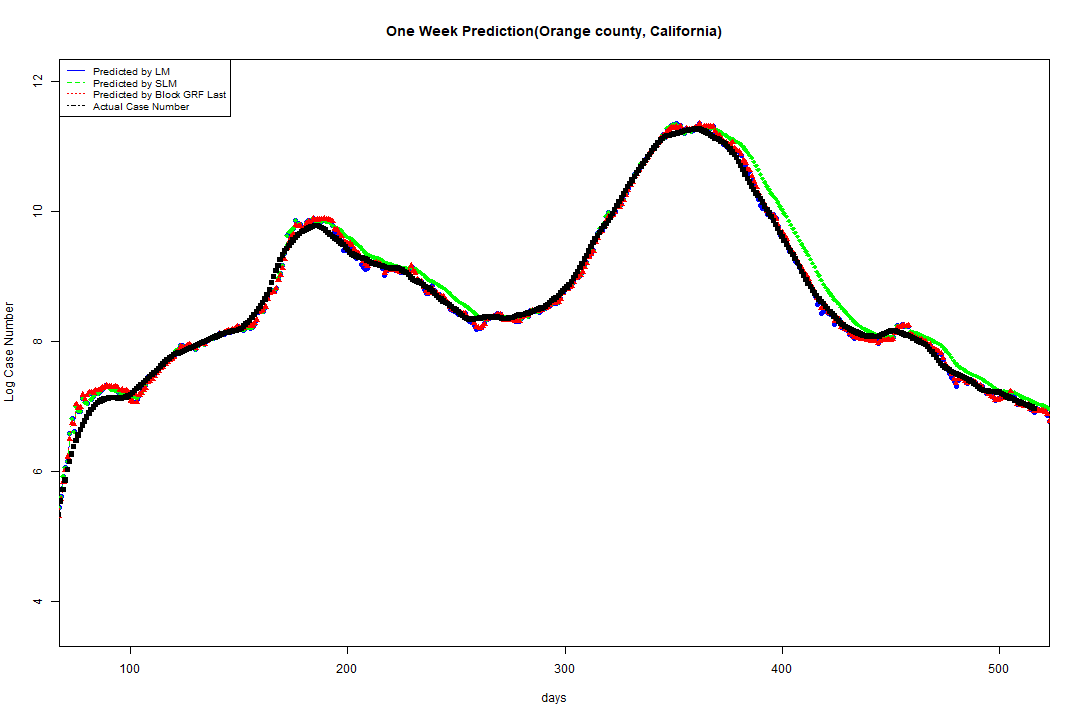 One Week Prediction(Orange county, California)
Predicted by LM
Predicted by SLM
Predicted by Block GRF Last
Actual Case Number
12
10
8
6
4
Log Case Number
100
200
300
400
500
days